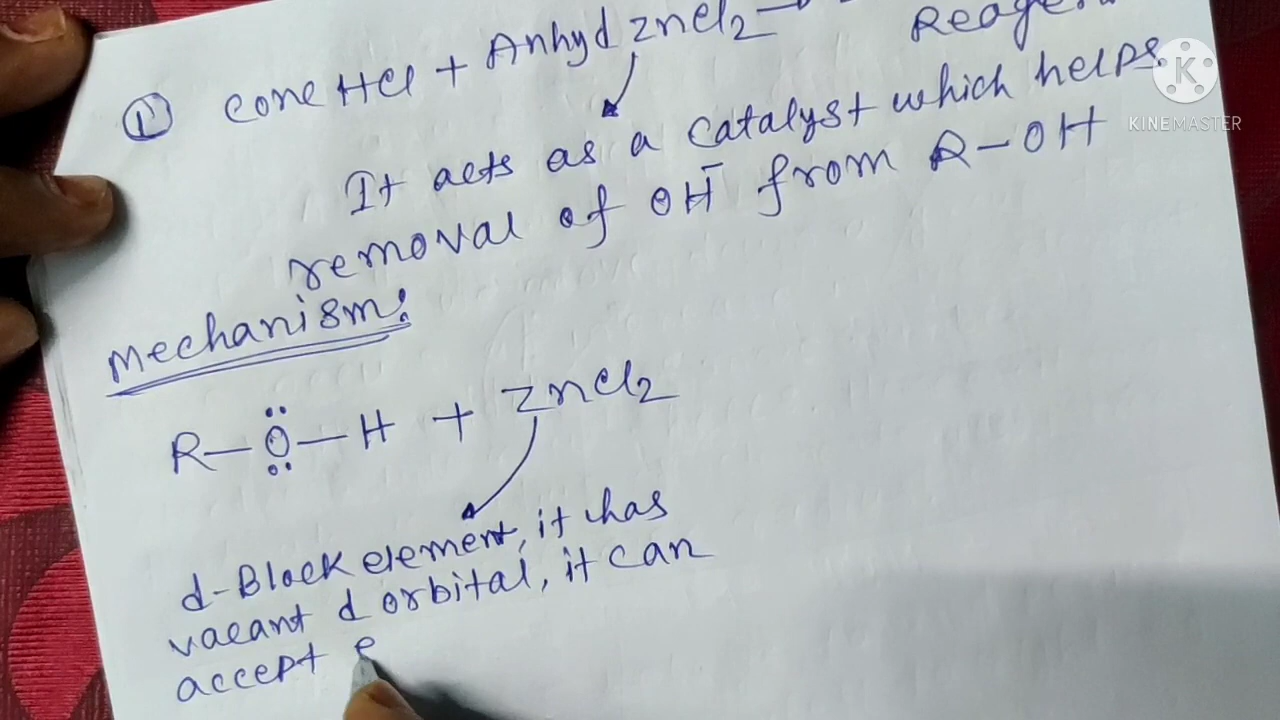 ① Conc HCl + Anhyd ZnCl2 →
Reagen
It acts as a catalyst which helps
removal of OH⁻ from R-OH
Mechanism:
R-Ö-H + ZnCl2
d-Block element, it has
vacant d orbital, it can
accept e
KINEMASTER